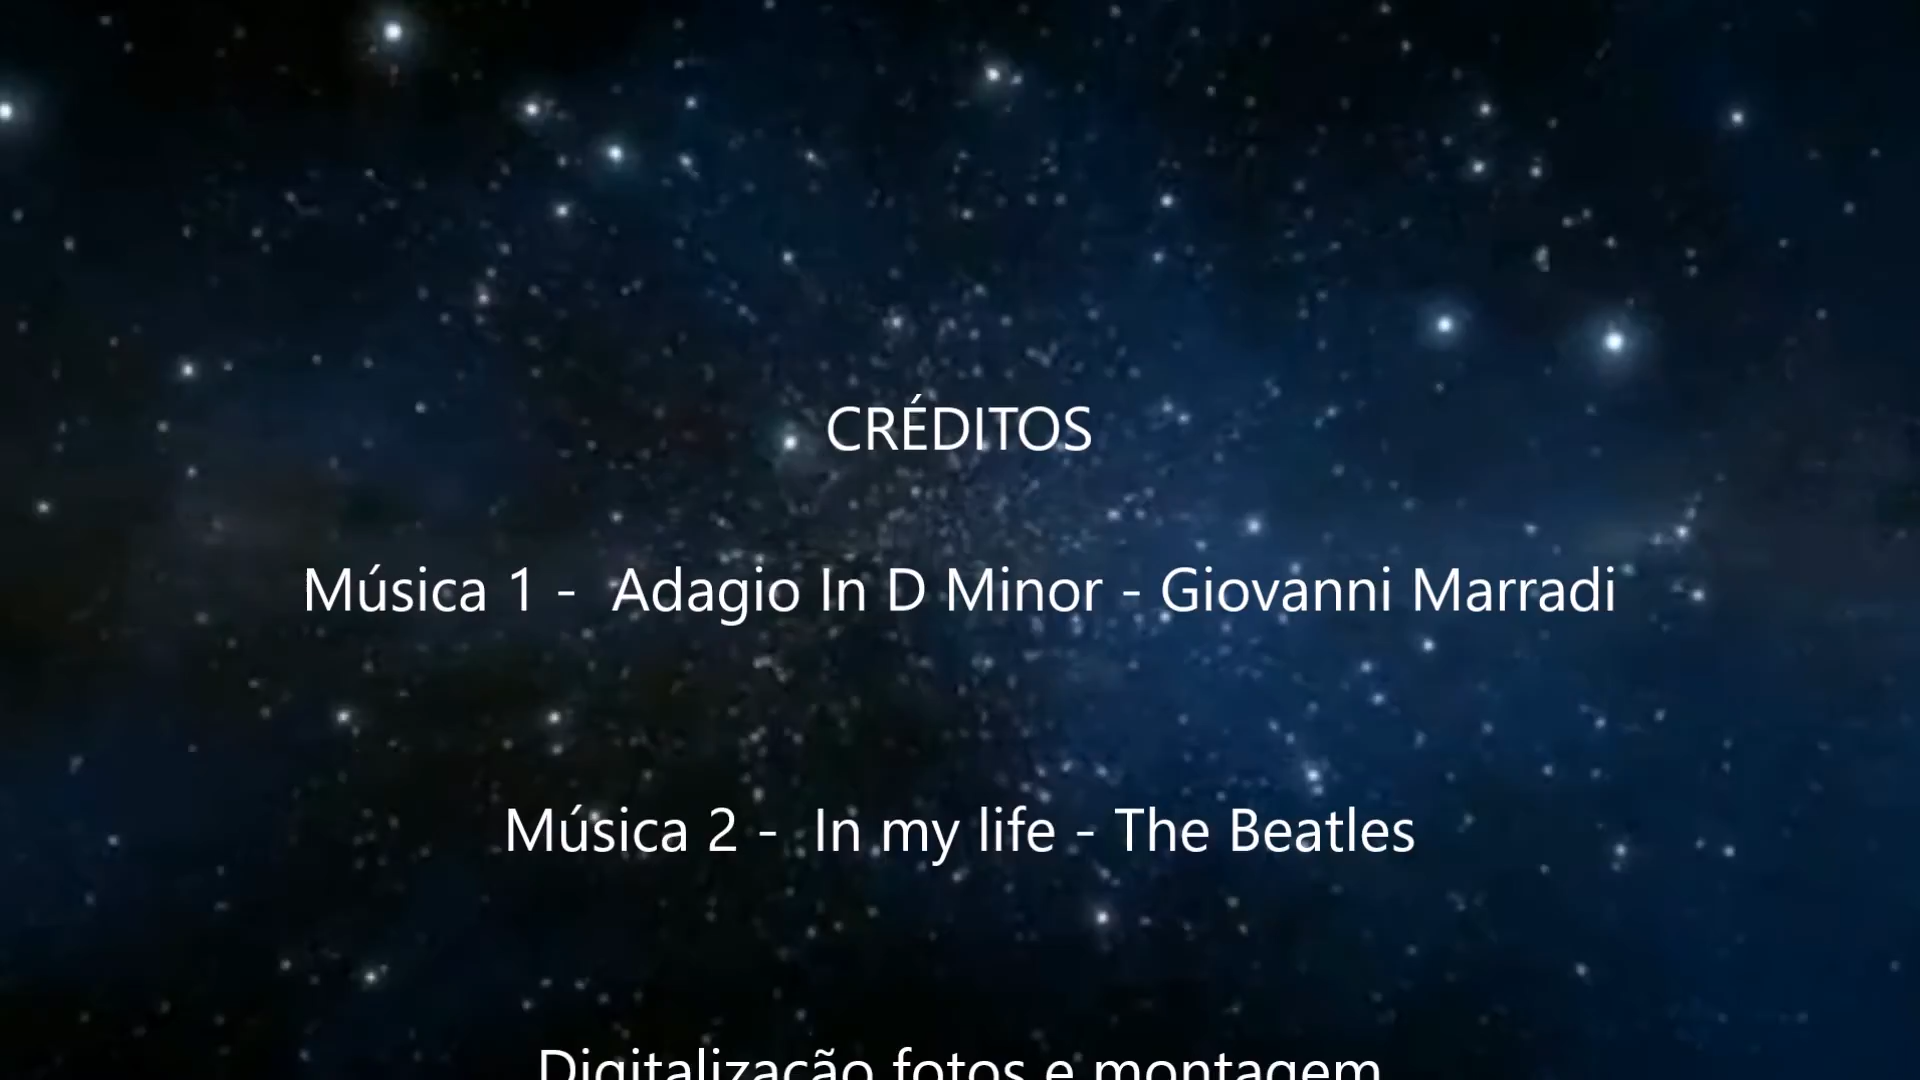 CRÉDITOS
Música 1 -  Adagio In D Minor - Giovanni Marradi
Música 2 -  In my life - The Beatles
Digitalização fotos e montagem